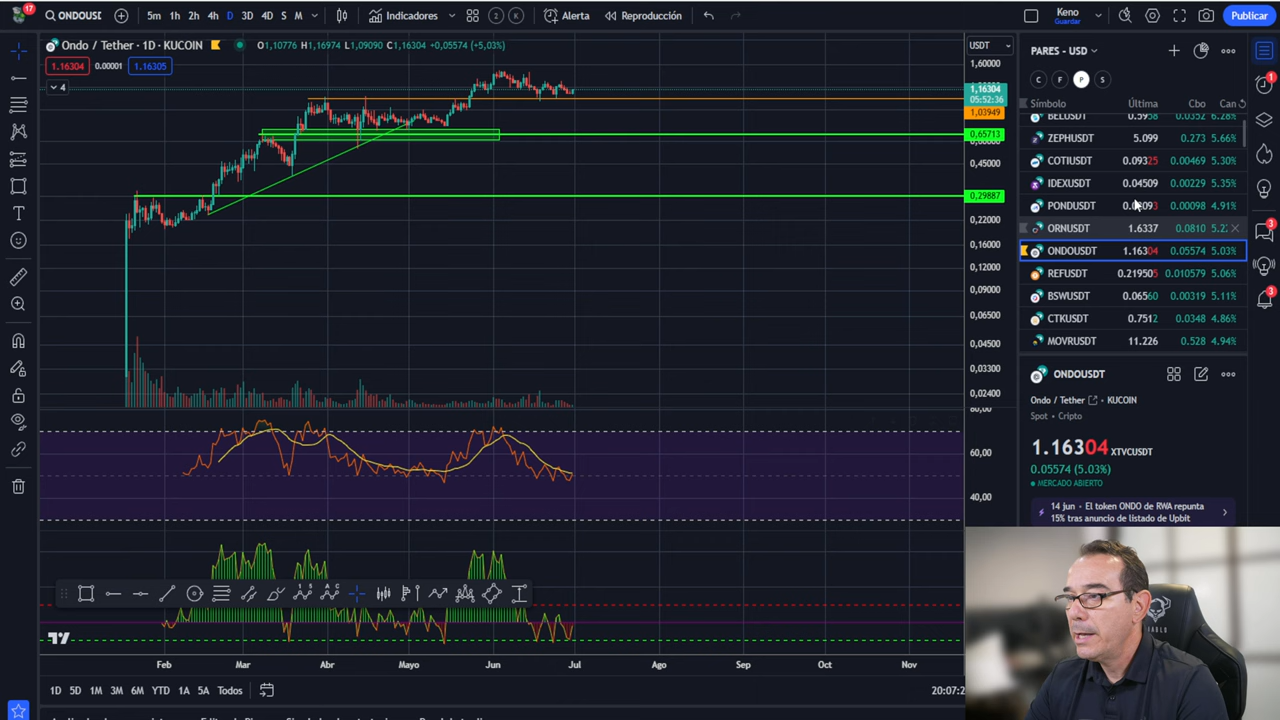 17
ONDOUSI
5m 1h 2h 4h D 3D 4D S M
Indicadores
2 K
Alerta
Reproducción
Keno
Guardar
Publicar
Ondo / Tether · 1D · KUCOIN
O1,10776 H1,16974 L1,09090 C1,16304 +0,05574 (+5,03%)
1.16304 0.00001 1.16305
4
USDT
1,60000
1,16304
05:52:36
1,03949
0,65713
0,45000
0,29887
0,22000
0,16000
0,12000
0,09000
0,06500
0,04500
0,03300
0,02400
80,00
60,00
40,00
Feb Mar Abr Mayo Jun Jul Ago Sep Oct Nov
1D 5D 1M 3M 6M YTD 1A 5A Todos
20:07:2
PARES - USD
C F P S
Símbolo Última Cbo Can
BELUSDT 0.5958 0.0352 6.28%
ZEPHUSDT 5.099 0.273 5.66%
COTIUSDT 0.09325 0.00469 5.30%
IDEXUSDT 0.04509 0.00229 5.35%
PONDUSDT 0.00098 4.91%
ORNUSDT 1.6337 0.0810 5.2
ONDOUSDT 1.16304 0.05574 5.03%
REFUSDT 0.219505 0.010579 5.06%
BSWUSDT 0.06560 0.00319 5.11%
CTKUSDT 0.7512 0.0348 4.86%
MOVRUSDT 11.226 0.528 4.94%
ONDOUSDT
Ondo / Tether · KUCOIN
Spot · Cripto
1.16304 XTVCUSDT
0.05574 (5.03%)
MERCADO ABIERTO
14 jun · El token ONDO de RWA repunta
15% tras anuncio de listado de Upbit
1
3
3
DIABLO